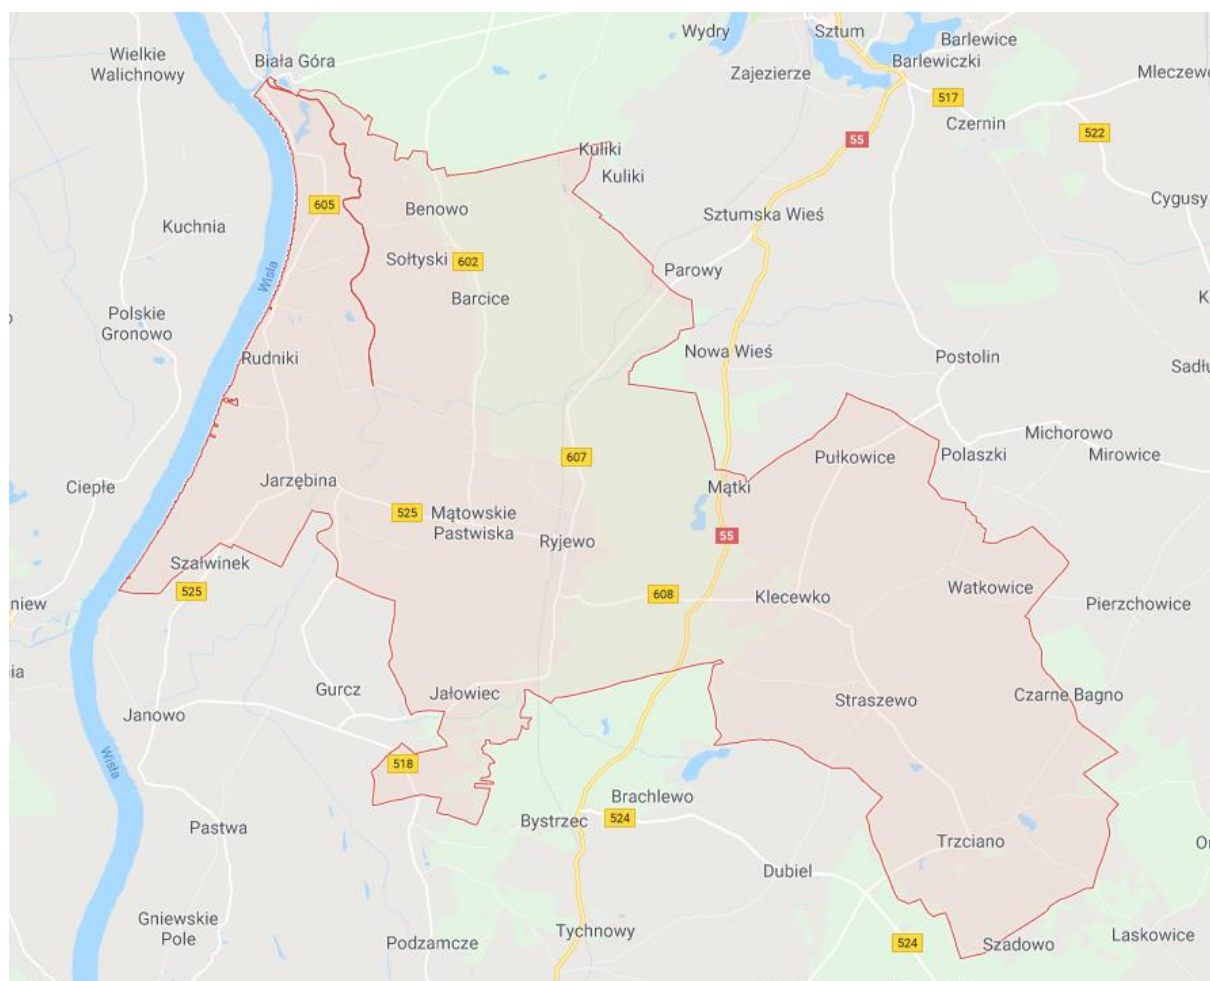 Wydry
Sztum
Barlewice
Wielkie
Walichnowy
Biała Góra
Zajezierze
Barlewiczki
Mleczewo
517
Czernin
522
55
Kuliki
Kuliki
605
Benowo
Cygusy
Kuchnia
Sztumska Wieś
Sołtyski
602
Parowy
Wisła
Barcice
K
Polskie
Gronowo
Rudniki
Nowa Wieś
Postolin
Sadłu
Michorowo
Pułkowice
Polaszki
Mirowice
607
Ciepłe
Jarzębina
Mątki
525
Mątowskie
Pastwiska
55
Ryjewo
Szałwinek
525
608
Klecewko
Watkowice
niew
Pierzchowice
ia
Gurcz
Jałowiec
Straszewo
Czarne Bagno
Janowo
Wisła
518
Brachlewo
Pastwa
Bystrzec
524
Trzciano
Dubiel
Gniewskie
Pole
Podzamcze
Tychnowy
524
Szadowo
Laskowice